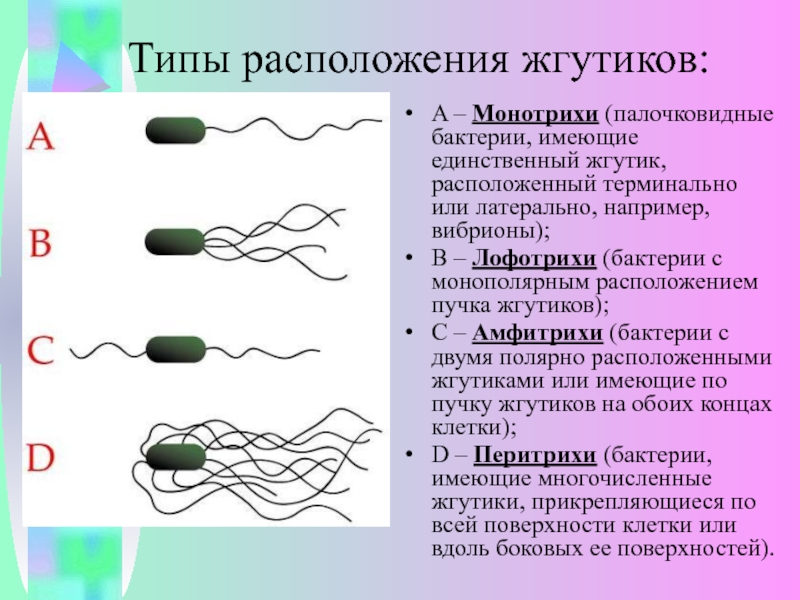 Типы расположения жгутиков:
A
B
C
D
• А – Монотрихи (палочковидные
бактерии, имеющие
единственный жгутик,
расположенный терминально
или латерально, например,
вибрионы);
• В – Лофотрихи (бактерии с
монополярным расположением
пучка жгутиков);
• С – Амфитрихи (бактерии с
двумя полярно расположенными
жгутиками или имеющие по
пучку жгутиков на обоих концах
клетки);
• D – Перитрихи (бактерии,
имеющие многочисленные
жгутики, прикрепляющиеся по
всей поверхности клетки или
вдоль боковых ее поверхностей).